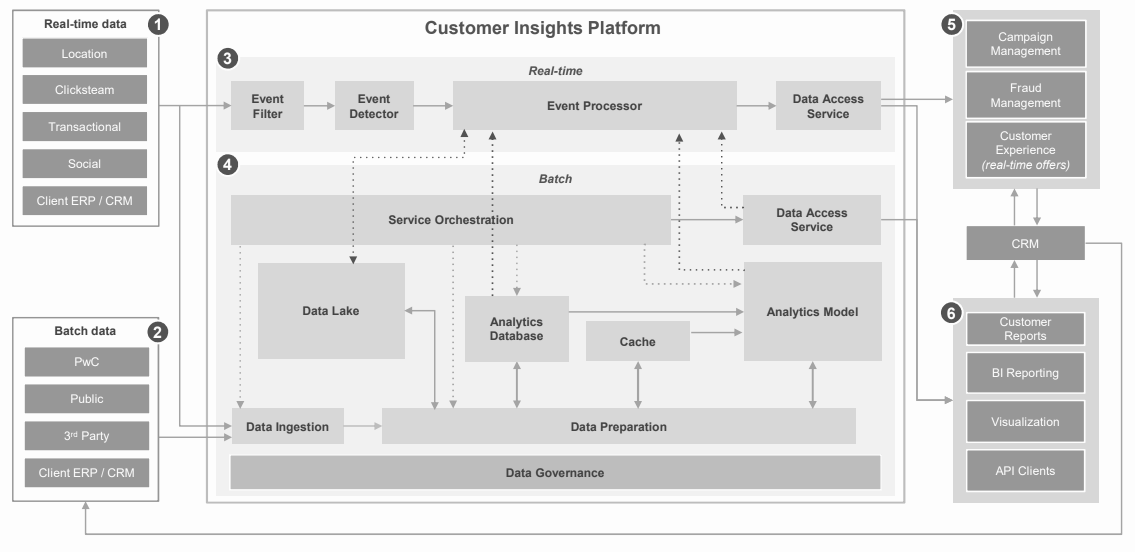 Real-time data
1
Location
Clicksteam
Transactional
Social
Client ERP / CRM
Batch data
2
PwC
Public
3rd Party
Client ERP / CRM
Customer Insights Platform
3
Real-time
Event
Filter
Event
Detector
Event Processor
Data Access
Service
4
Batch
Service Orchestration
Data Access
Service
Data Lake
Analytics
Database
Cache
Analytics Model
Data Ingestion
Data Preparation
Data Governance
5
Campaign
Management
Fraud
Management
Customer
Experience
(real-time offers)
CRM
6
Customer
Reports
BI Reporting
Visualization
API Clients